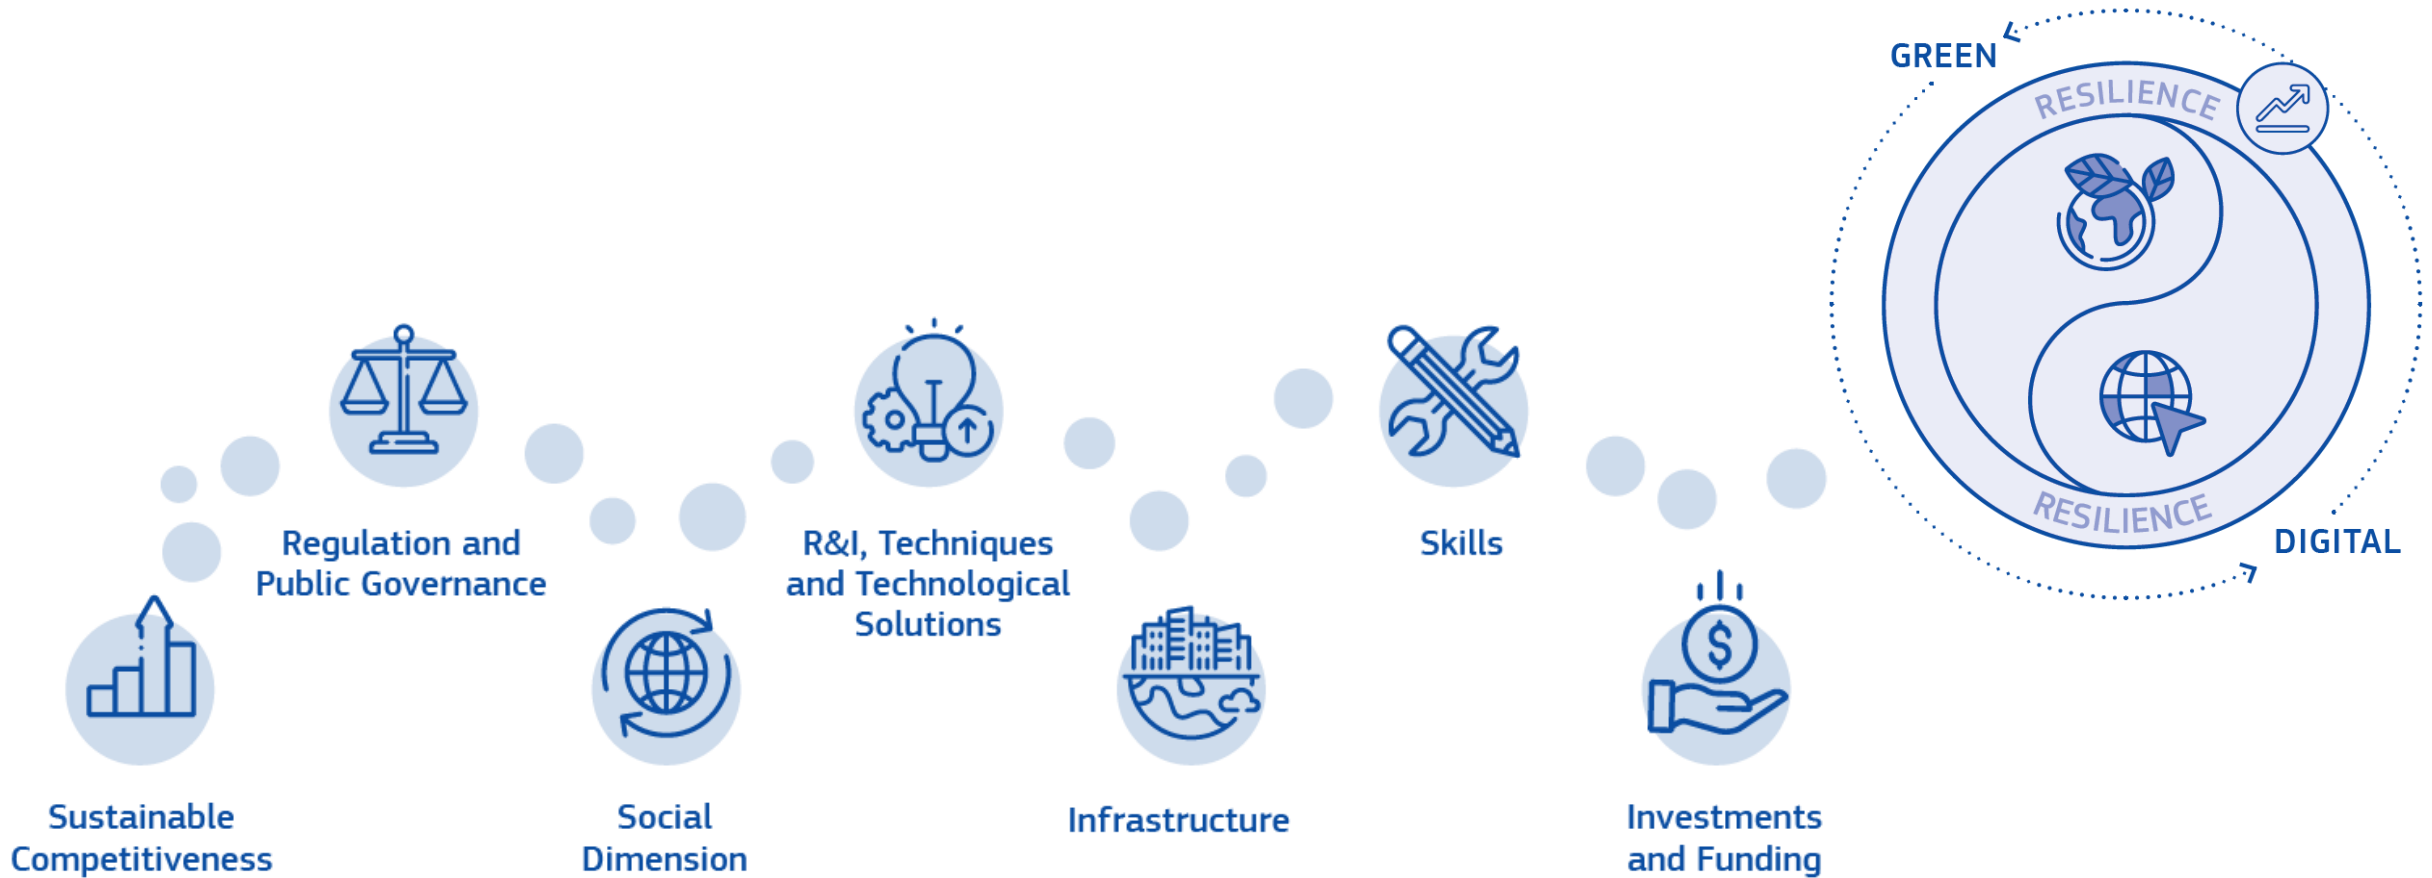 GREEN
RESILIENCE
RESILIENCE
DIGITAL
Regulation and
Public Governance
R&I, Techniques
and Technological
Solutions
Skills
Sustainable
Competitiveness
Social
Dimension
Infrastructure
Investments
and Funding